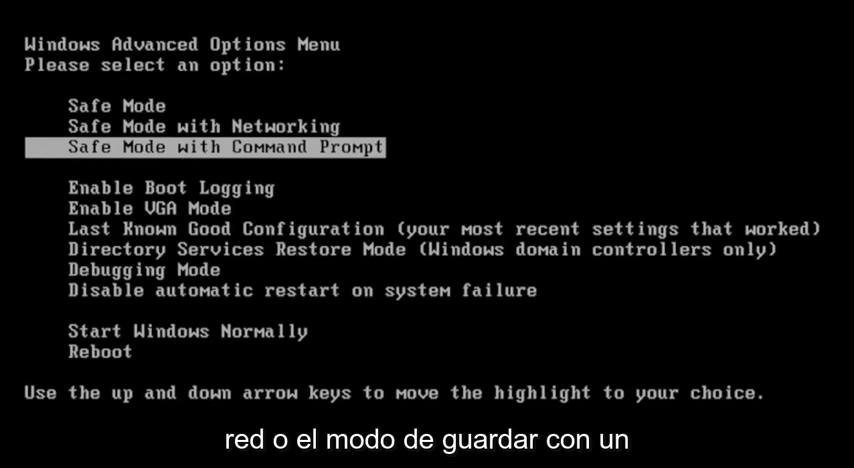 Windows Advanced Options Menu
Please select an option:
Safe Mode
Safe Mode with Networking
Safe Mode with Command Prompt
Enable Boot Logging
Enable VGA Mode
Last Known Good Configuration (your most recent settings that worked)
Directory Services Restore Mode (Windows domain controllers only)
Debugging Mode
Disable automatic restart on system failure
Start Windows Normally
Reboot
Use the up and down arrow keys to move the highlight to your choice.
red o el modo de guardar con un